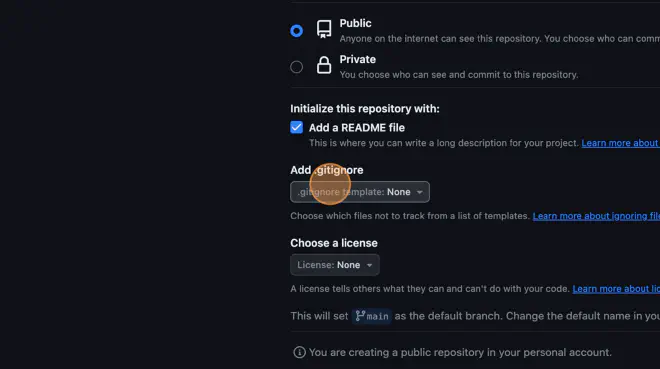 Public
Anyone on the internet can see this repository. You choose who can
Private
You choose who can see and commit to this repository.
Initialize this repository with:
Add a README file
This is where you can write a long description for your project. Learn more about
Add .gitignore
.gitignore template: None
Choose which files not to track from a list of templates. Learn more about ignoring
Choose a license
License: None
A license tells others what they can and can't do with your code. Learn more about
This will set main as the default branch. Change the default name in
You are creating a public repository in your personal account.